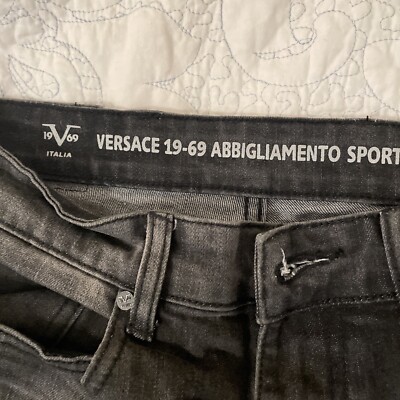 19 V 69
ITALIA
VERSACE 19-69 ABBIGLIAMENTO SPORT